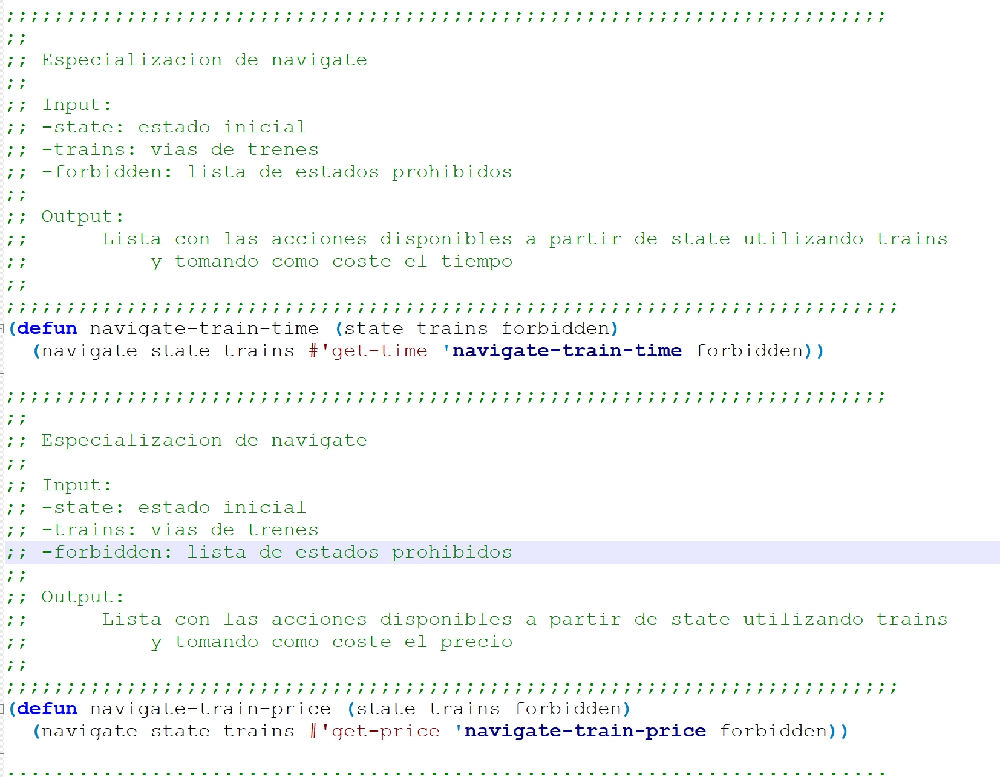 ;;;;;;;;;;;;;;;;;;;;;;;;;;;;;;;;;;;;;;;;;;;;;;;;;;;;;;;;;;;;;;;;;;;;;;;;;
;;
;; Especializacion de navigate
;;
;; Input:
;; -state: estado inicial
;; -trains: vias de trenes
;; -forbidden: lista de estados prohibidos
;;
;; Output:
;;      Lista con las acciones disponibles a partir de state utilizando trains
;;          y tomando como coste el tiempo
;;
;;;;;;;;;;;;;;;;;;;;;;;;;;;;;;;;;;;;;;;;;;;;;;;;;;;;;;;;;;;;;;;;;;;;;;;;;;
(defun navigate-train-time (state trains forbidden)
  (navigate state trains #'get-time 'navigate-train-time forbidden))

;;;;;;;;;;;;;;;;;;;;;;;;;;;;;;;;;;;;;;;;;;;;;;;;;;;;;;;;;;;;;;;;;;;;;;;;;
;;
;; Especializacion de navigate
;;
;; Input:
;; -state: estado inicial
;; -trains: vias de trenes
;; -forbidden: lista de estados prohibidos
;;
;; Output:
;;      Lista con las acciones disponibles a partir de state utilizando trains
;;          y tomando como coste el precio
;;
;;;;;;;;;;;;;;;;;;;;;;;;;;;;;;;;;;;;;;;;;;;;;;;;;;;;;;;;;;;;;;;;;;;;;;;;;;
(defun navigate-train-price (state trains forbidden)
  (navigate state trains #'get-price 'navigate-train-price forbidden))

;;;;;;;;;;;;;;;;;;;;;;;;;;;;;;;;;;;;;;;;;;;;;;;;;;;;;;;;;;;;;;;;;;;;;;;;;